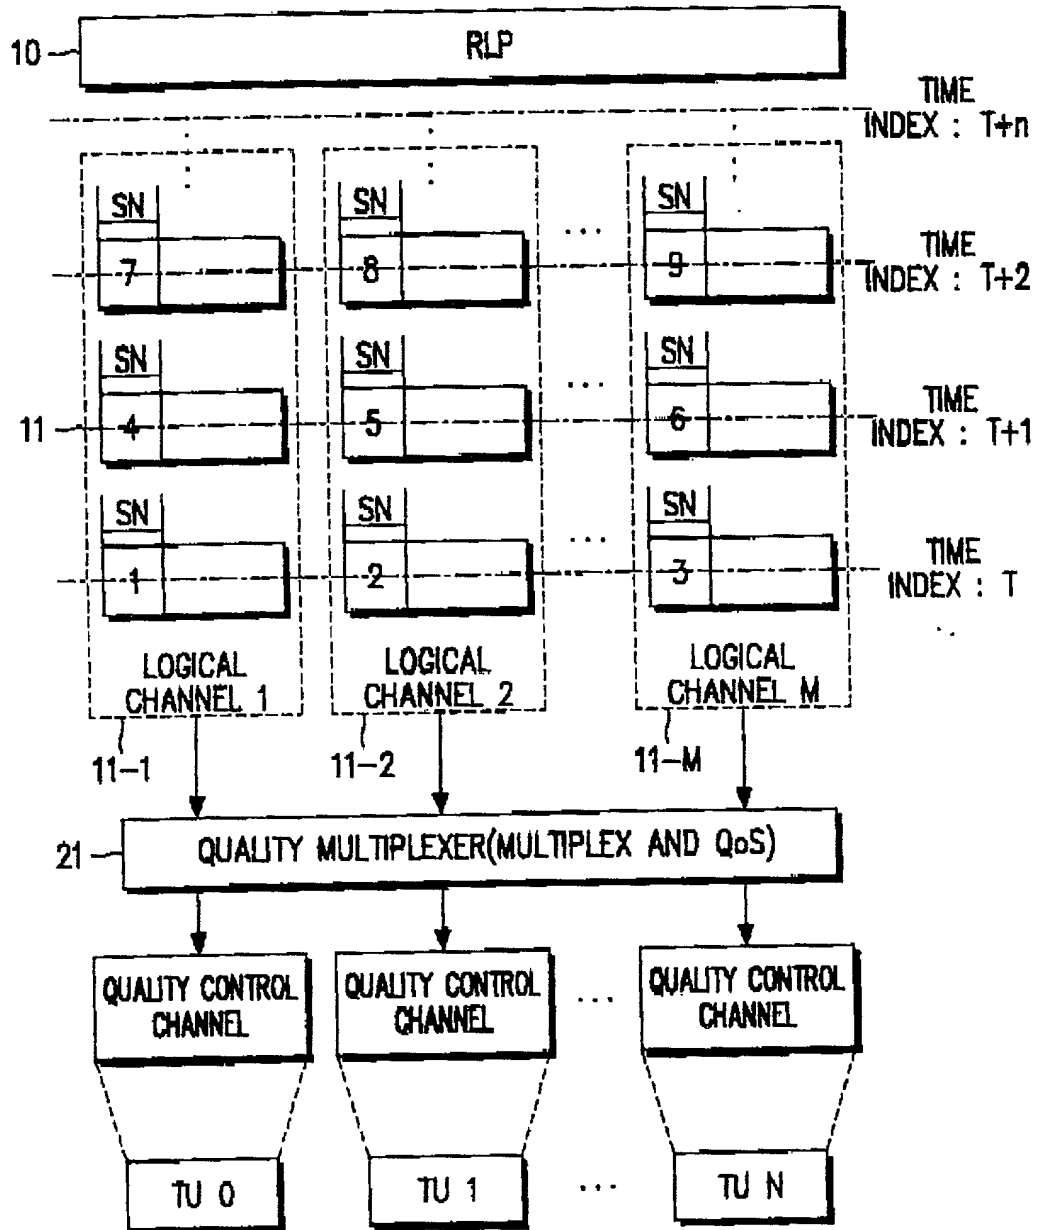 RLP
10
TIME
INDEX : T+n
SN
SN
SN
7
8
...
9
TIME
INDEX : T+2
SN
SN
SN
11
4
5
...
6
TIME
INDEX : T+1
SN
SN
SN
1
2
...
3
TIME
INDEX : T
LOGICAL
CHANNEL 1
LOGICAL
CHANNEL 2
LOGICAL
CHANNEL M
11-1
11-2
11-M
21
QUALITY MULTIPLEXER(MULTIPLEX AND QoS)
QUALITY CONTROL
CHANNEL
QUALITY CONTROL
CHANNEL
...
QUALITY CONTROL
CHANNEL
TU 0
TU 1
...
TU N